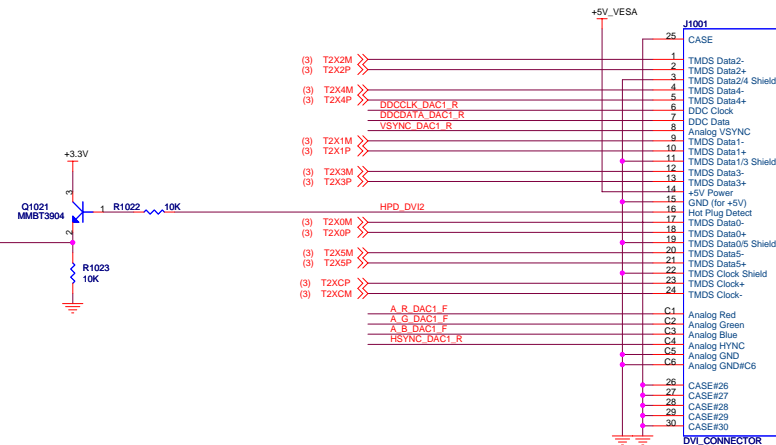 +5V_VESA
J1001
25 CASE
(3) T2X2M 1 TMDS Data2-
(3) T2X2P 2 TMDS Data2+
3 TMDS Data2/4 Shield
(3) T2X4M 4 TMDS Data4-
(3) T2X4P 5 TMDS Data4+
DDCCLK_DAC1_R 6 DDC Clock
DDCDATA_DAC1_R 7 DDC Data
VSYNC_DAC1_R 8 Analog VSYNC
(3) T2X1M 9 TMDS Data1-
(3) T2X1P 10 TMDS Data1+
11 TMDS Data1/3 Shield
(3) T2X3M 12 TMDS Data3-
(3) T2X3P 13 TMDS Data3+
14 +5V Power
15 GND (for +5V)
HPD_DVI2 16 Hot Plug Detect
(3) T2X0M 17 TMDS Data0-
(3) T2X0P 18 TMDS Data0+
19 TMDS Data0/5 Shield
(3) T2X5M 20 TMDS Data5-
(3) T2X5P 21 TMDS Data5+
22 TMDS Clock Shield
(3) T2XCP 23 TMDS Clock+
(3) T2XCM 24 TMDS Clock-
A_R_DAC1_F C1 Analog Red
A_G_DAC1_F C2 Analog Green
A_B_DAC1_F C3 Analog Blue
HSYNC_DAC1_R C4 Analog HYNC
C5 Analog GND
C6 Analog GND#C6
26 CASE#26
27 CASE#27
28 CASE#28
29 CASE#29
30 CASE#30
DVI_CONNECTOR
+3.3V
3
Q1021 1 R1022 10K
MMBT3904
2
R1023
10K